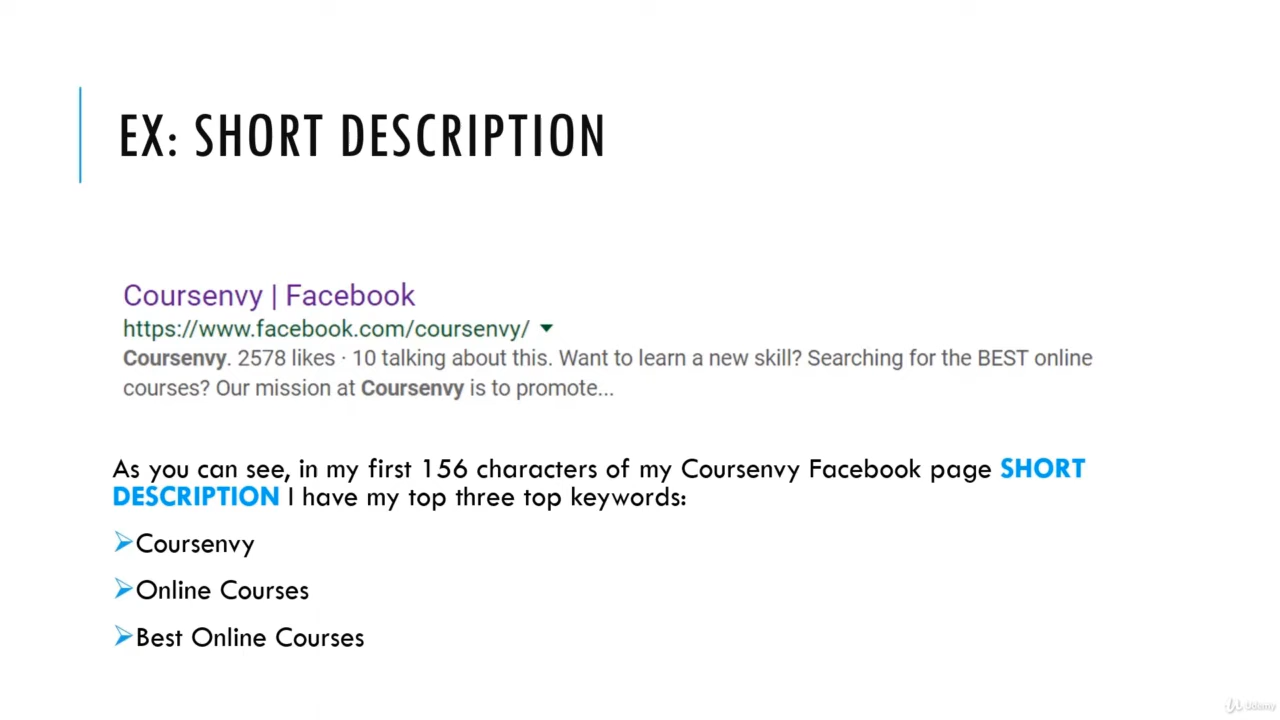 EX: SHORT DESCRIPTION
Coursenvy | Facebook
https://www.facebook.com/coursenvy/
Coursenvy. 2578 likes · 10 talking about this. Want to learn a new skill? Searching for the BEST online
courses? Our mission at Coursenvy is to promote...
As you can see, in my first 156 characters of my Coursenvy Facebook page SHORT
DESCRIPTION I have my top three top keywords:
Coursenvy
Online Courses
Best Online Courses
Udemy